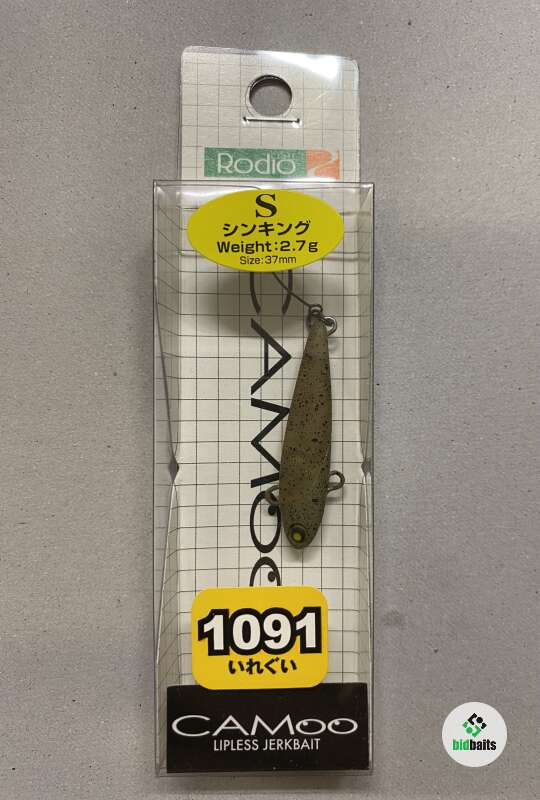 Rodio
S
シンキング
Weight:2.7g
Size:37mm
CAMoo
1091
いれぐい
CAMoo
LIPLESS JERKBAIT
bidbaits